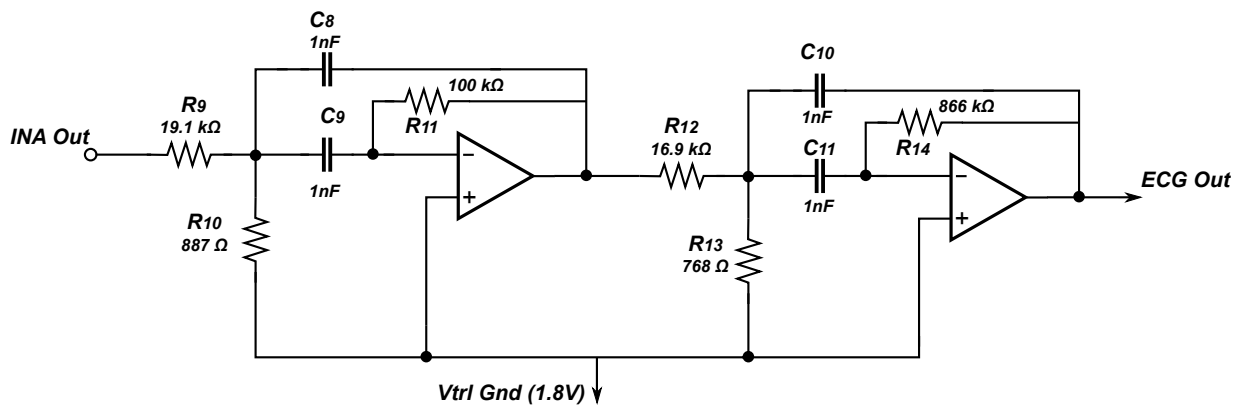 C8
1nF
C10
R9
19.1 kΩ
C9
100 kΩ
R11
1nF
866 kΩ
INA Out
R12
16.9 kΩ
C11
R14
1nF
−
+
1nF
−
+
ECG Out
R10
887 Ω
R13
768 Ω
Vtrl Gnd (1.8V)